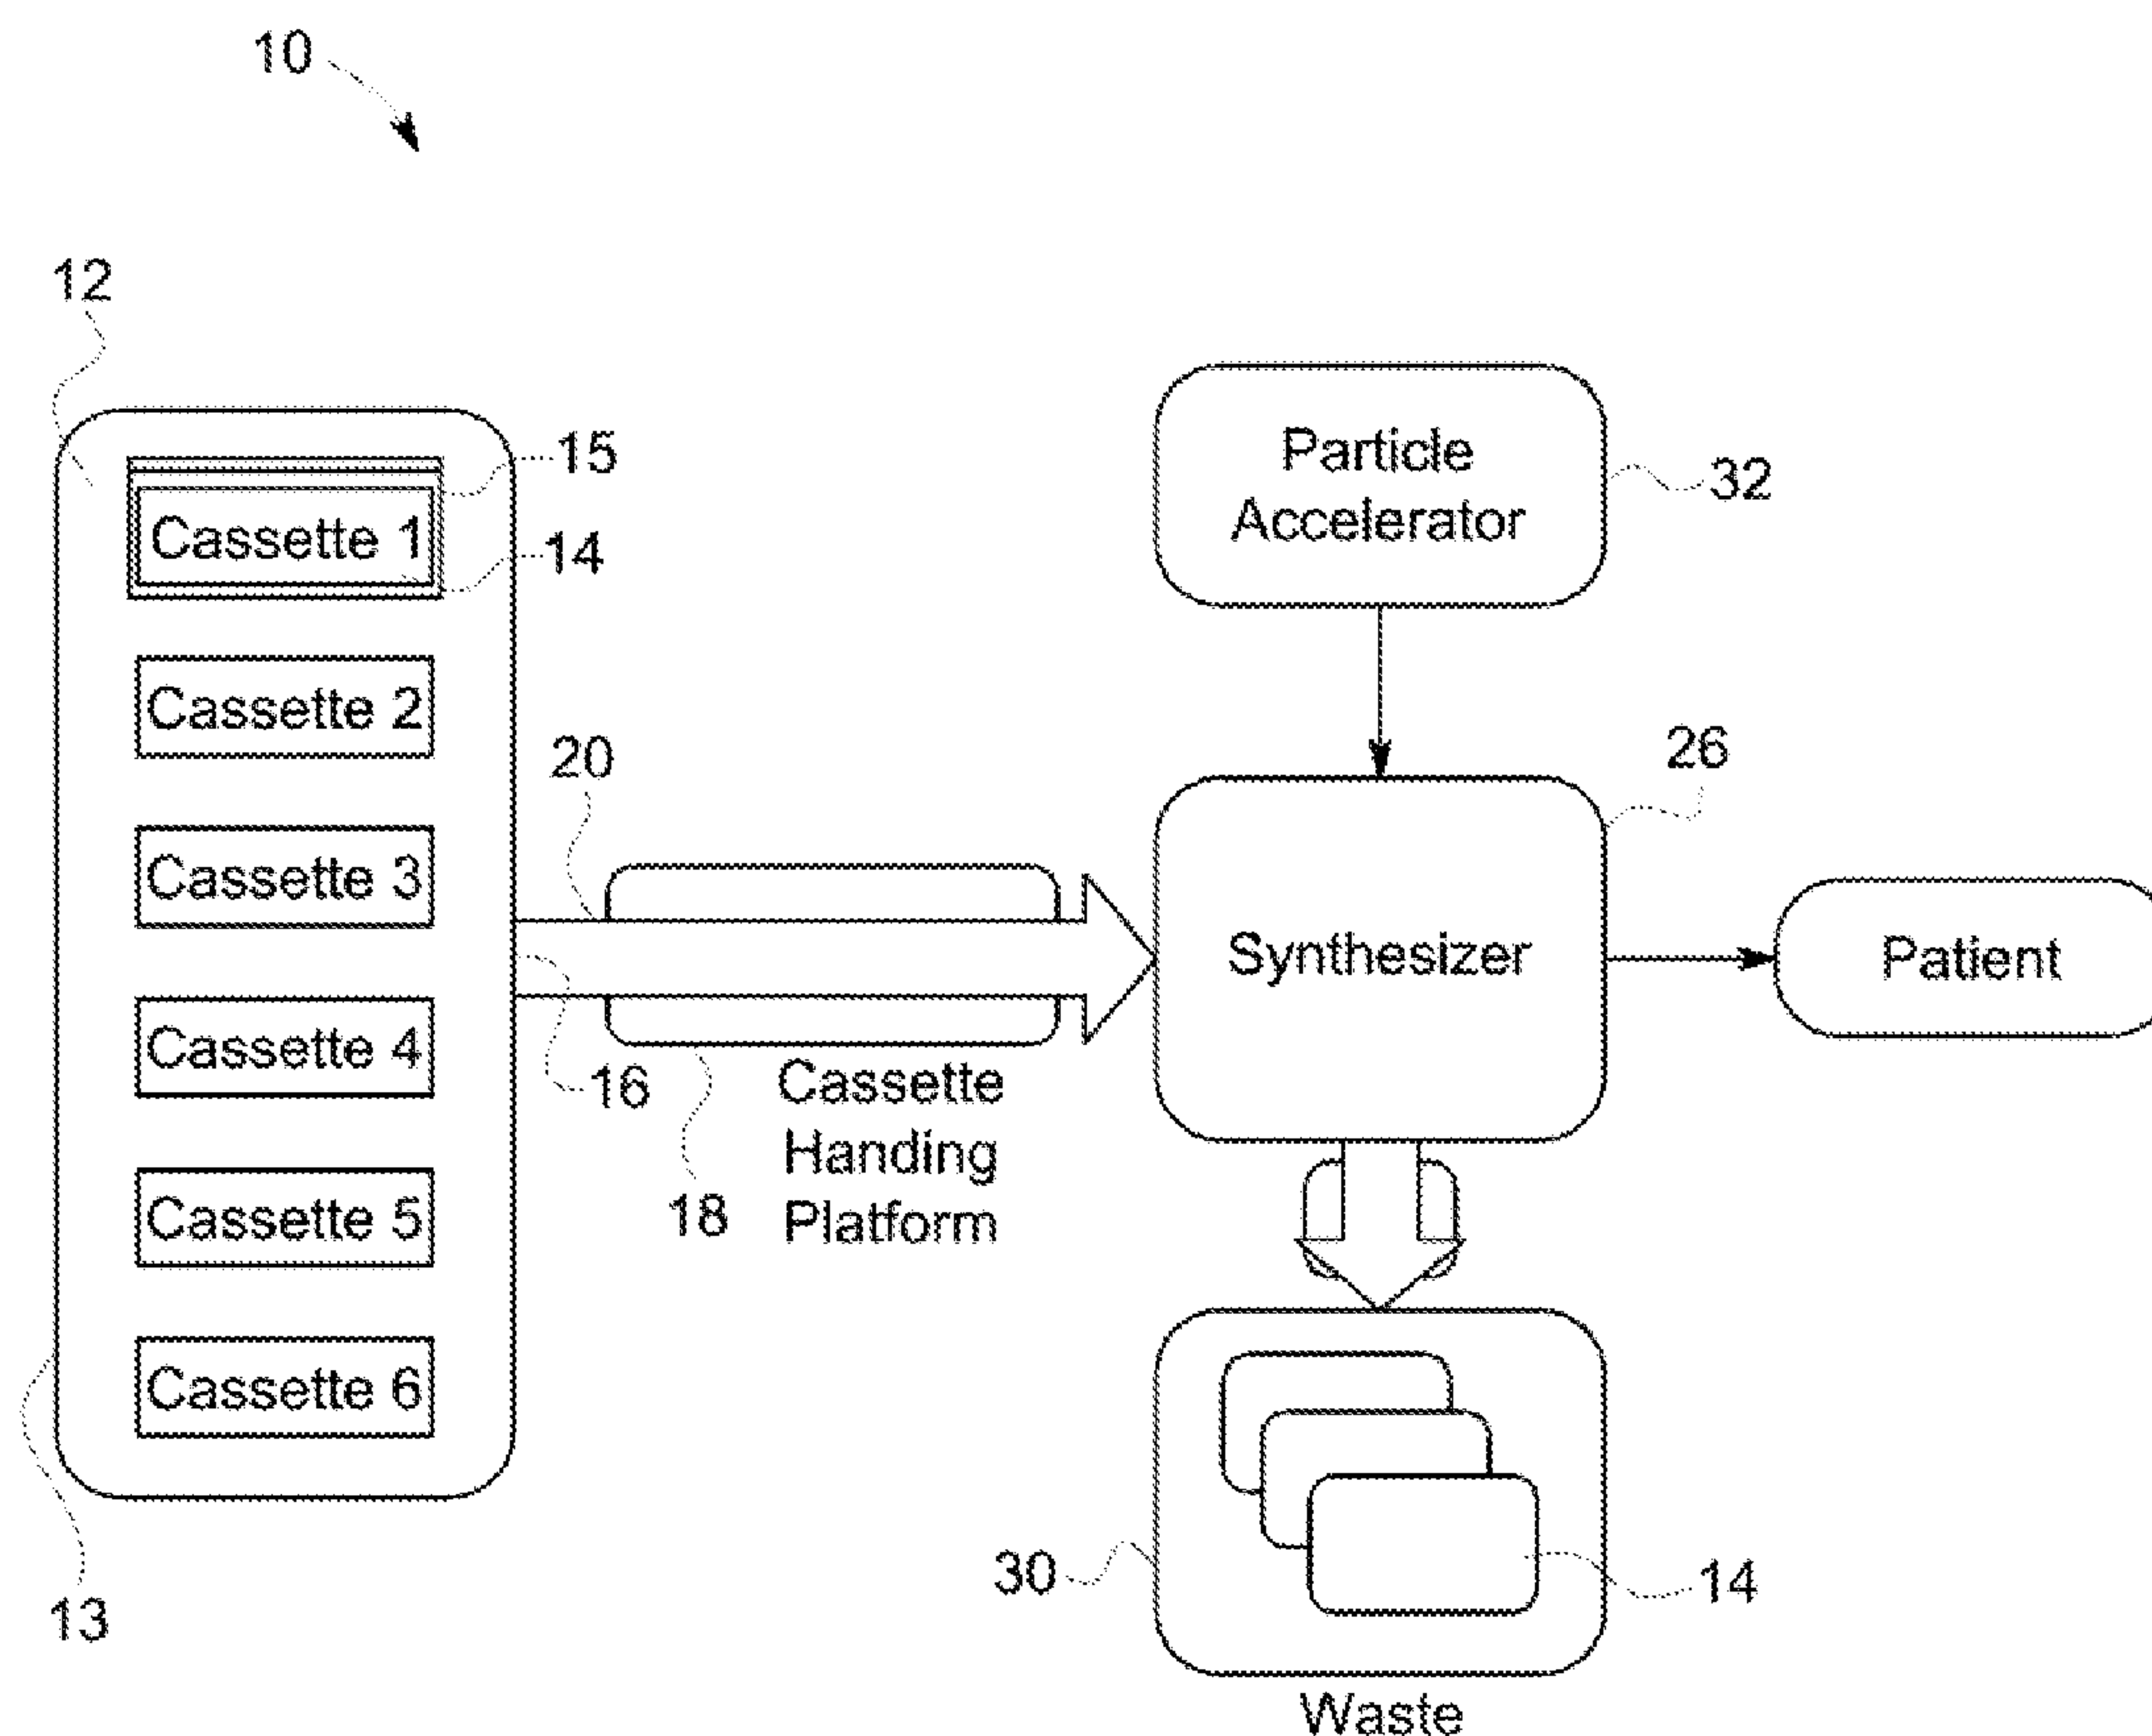 10
12
15
Cassette 1
14
Cassette 2
Cassette 3
Cassette 4
Cassette 5
Cassette 6
13
20
16
18
Cassette
Handing
Platform
Particle
Accelerator
32
26
Synthesizer
Patient
30
14
Waste